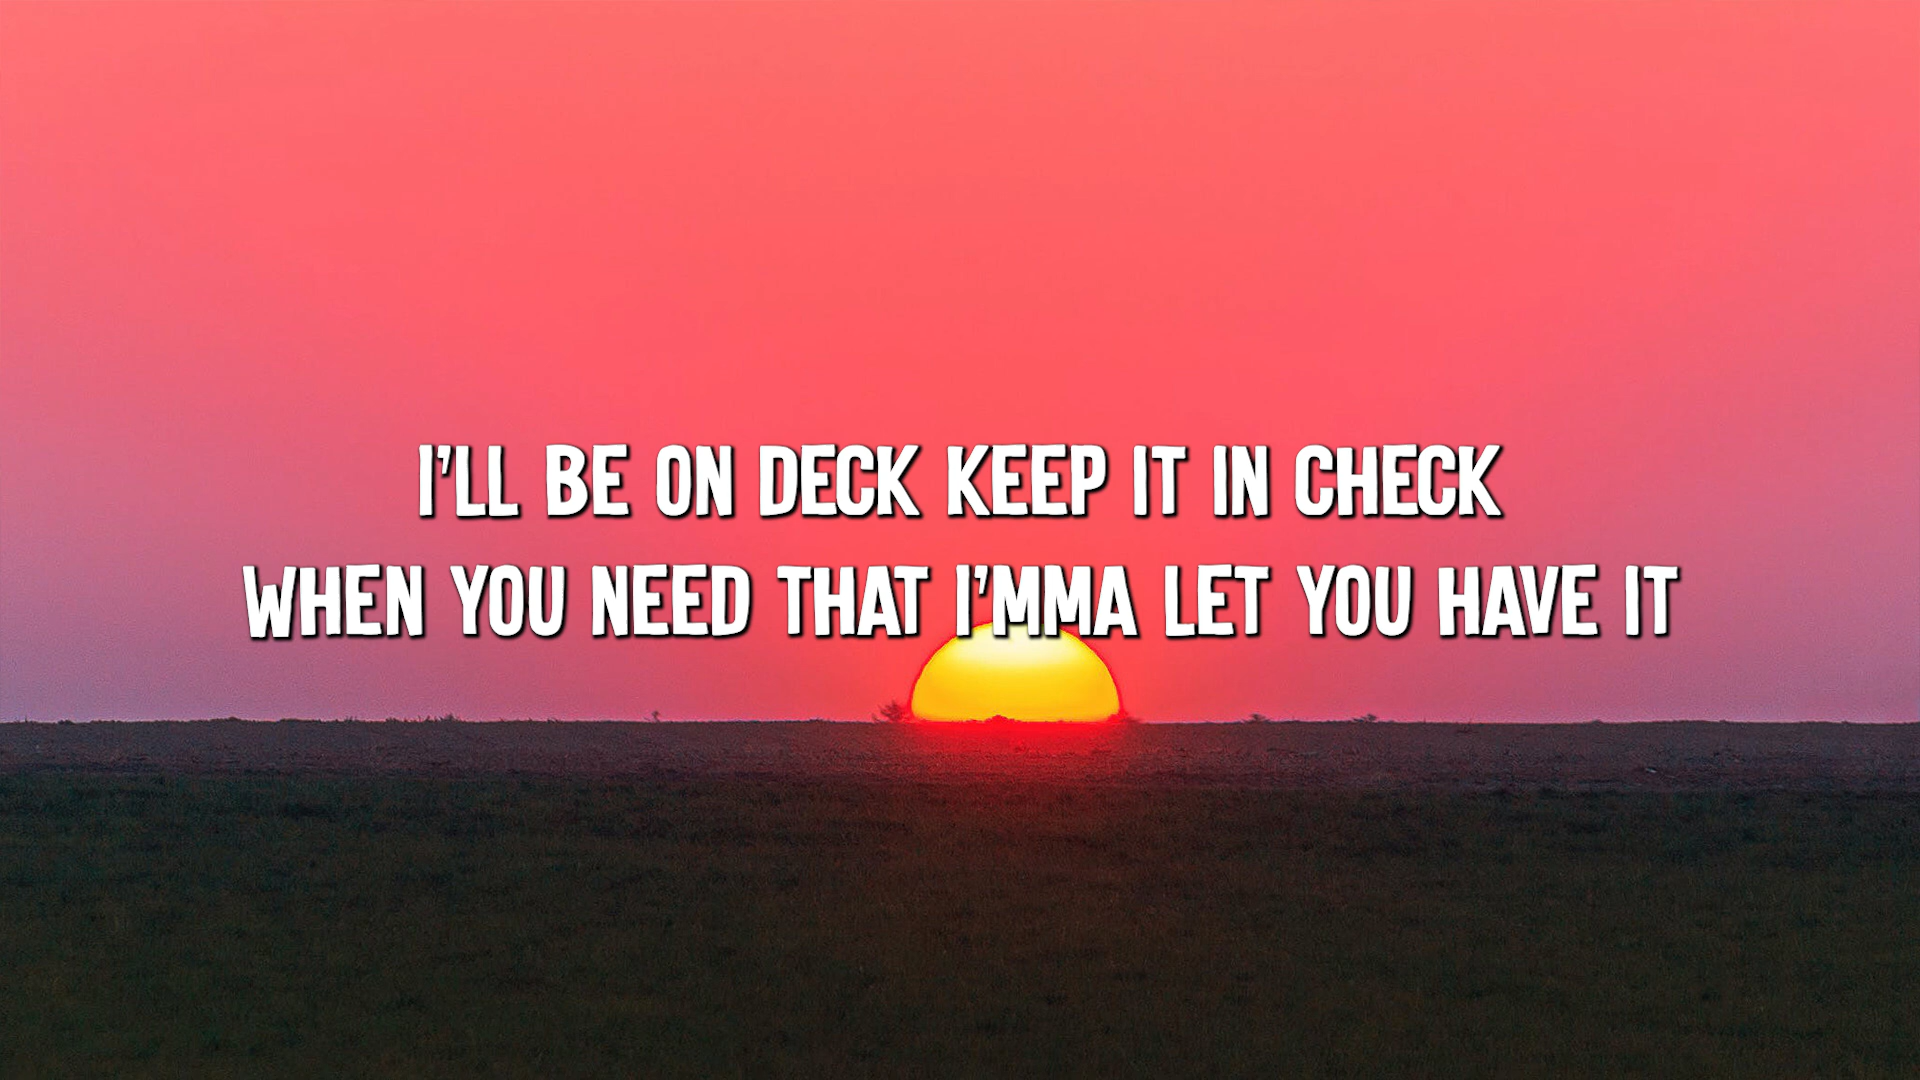 I'LL BE ON DECK KEEP IT IN CHECK
WHEN YOU NEED THAT I'MMA LET YOU HAVE IT